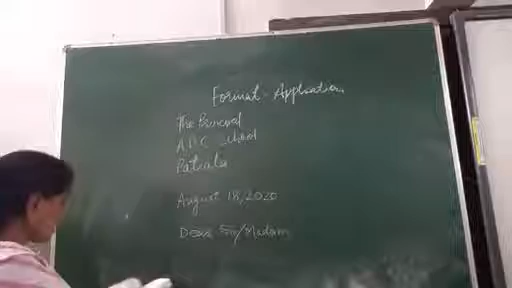 Format - Application
The Principal
ABC School
Patiala
August 18, 2020
Dear Sir/Madam